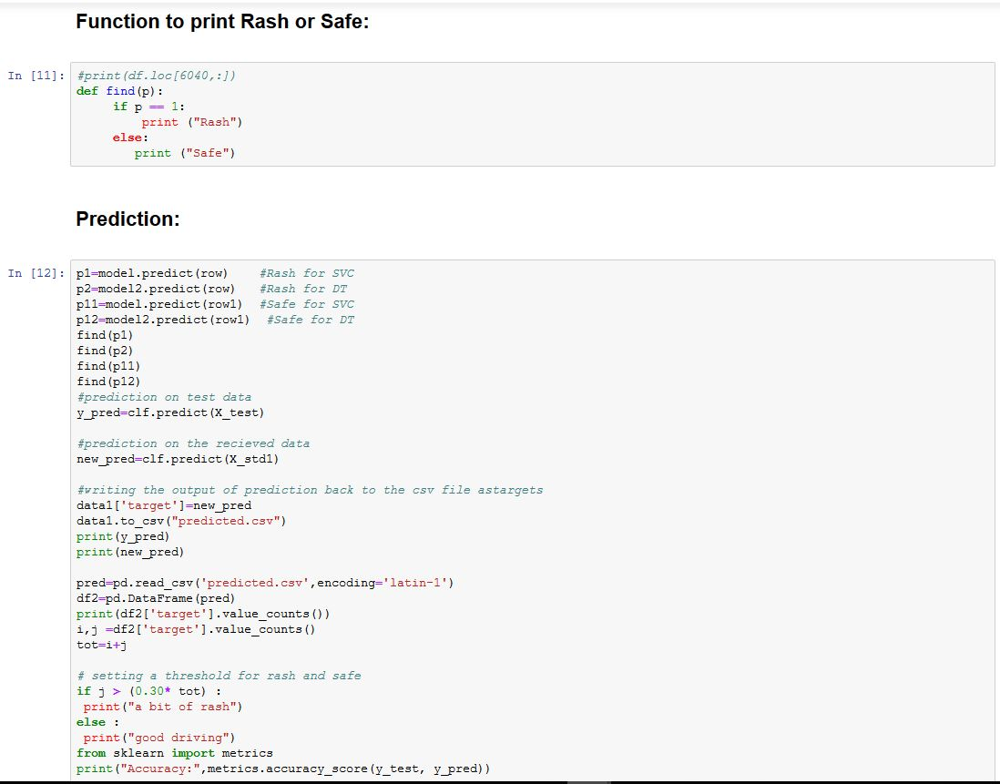 Function to print Rash or Safe:
In [11]:
#print(df.loc[6040,:])
def find(p):
     if p == 1:
         print ("Rash")
     else:
        print ("Safe")
Prediction:
In [12]:
p1=model.predict(row)    #Rash for SVC
p2=model2.predict(row)   #Rash for DT
p11=model.predict(row1)  #Safe for SVC
p12=model2.predict(row1)  #Safe for DT
find(p1)
find(p2)
find(p11)
find(p12)
#prediction on test data
y_pred=clf.predict(X_test)
#prediction on the recieved data
new_pred=clf.predict(X_std1)
#writing the output of prediction back to the csv file astargets
data1['target']=new_pred
data1.to_csv("predicted.csv")
print(y_pred)
print(new_pred)
pred=pd.read_csv('predicted.csv',encoding='latin-1')
df2=pd.DataFrame(pred)
print(df2['target'].value_counts())
i,j =df2['target'].value_counts()
tot=i+j
# setting a threshold for rash and safe
if j > (0.30* tot) :
 print("a bit of rash")
else :
 print("good driving")
from sklearn import metrics
print("Accuracy:",metrics.accuracy_score(y_test, y_pred))